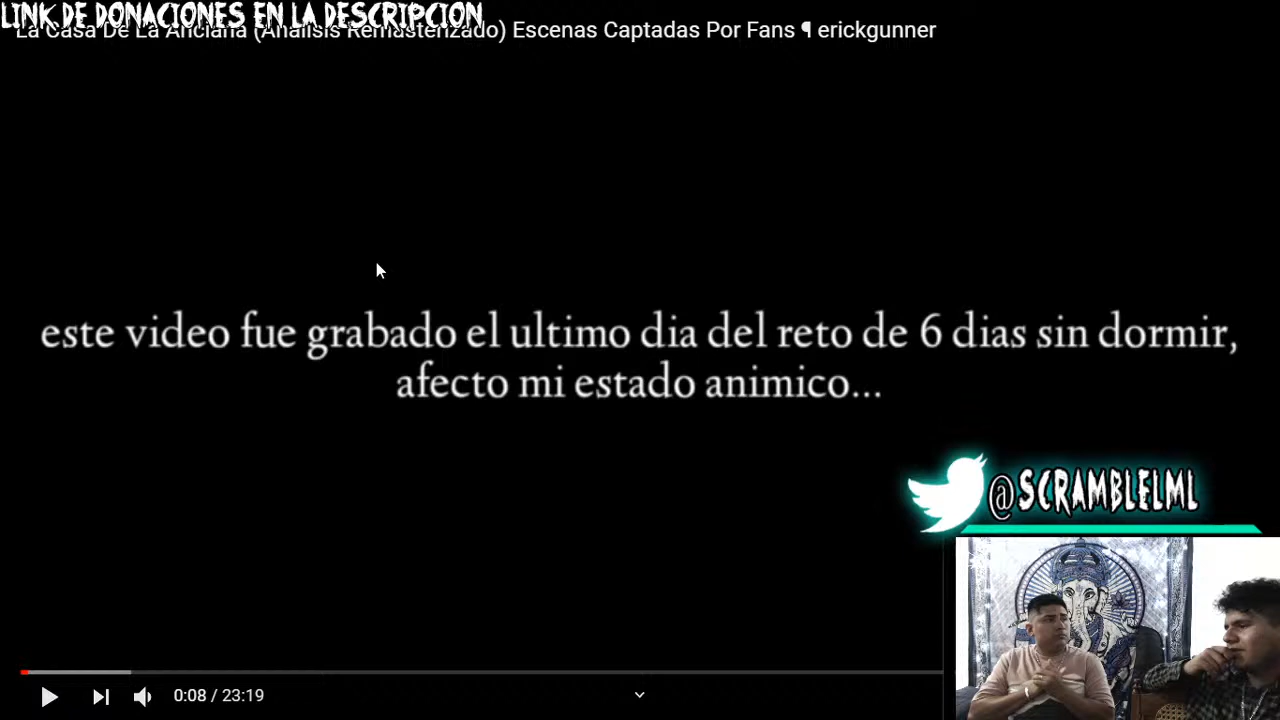 LINK DE DONACIONES EN LA DESCRIPCION
La Casa De La Anciana (Analisis Remasterizado) Escenas Captadas Por Fans ¶ erickgunner
este video fue grabado el ultimo dia del reto de 6 dias sin dormir,
afecto mi estado animico...
@SCRAMBLELML
0:08 / 23:19